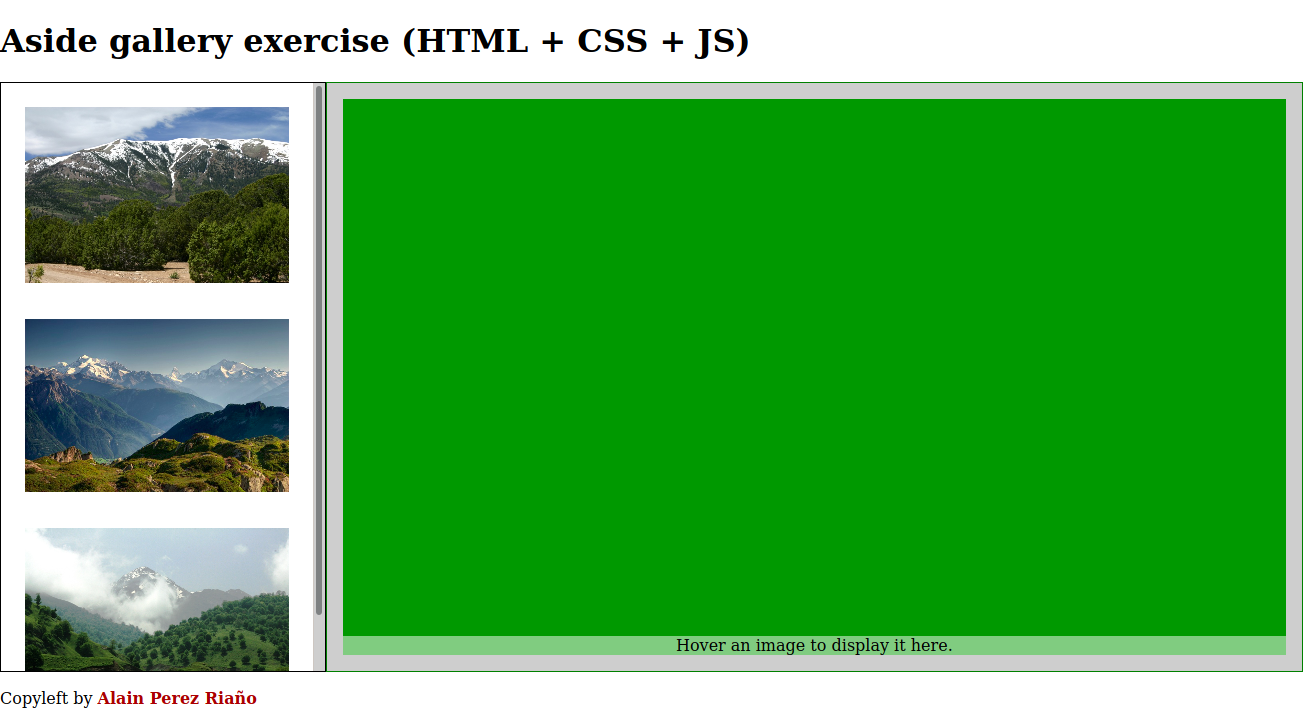 Aside gallery exercise (HTML + CSS + JS)
Hover an image to display it here.
Copyleft by Alain Perez Riaño